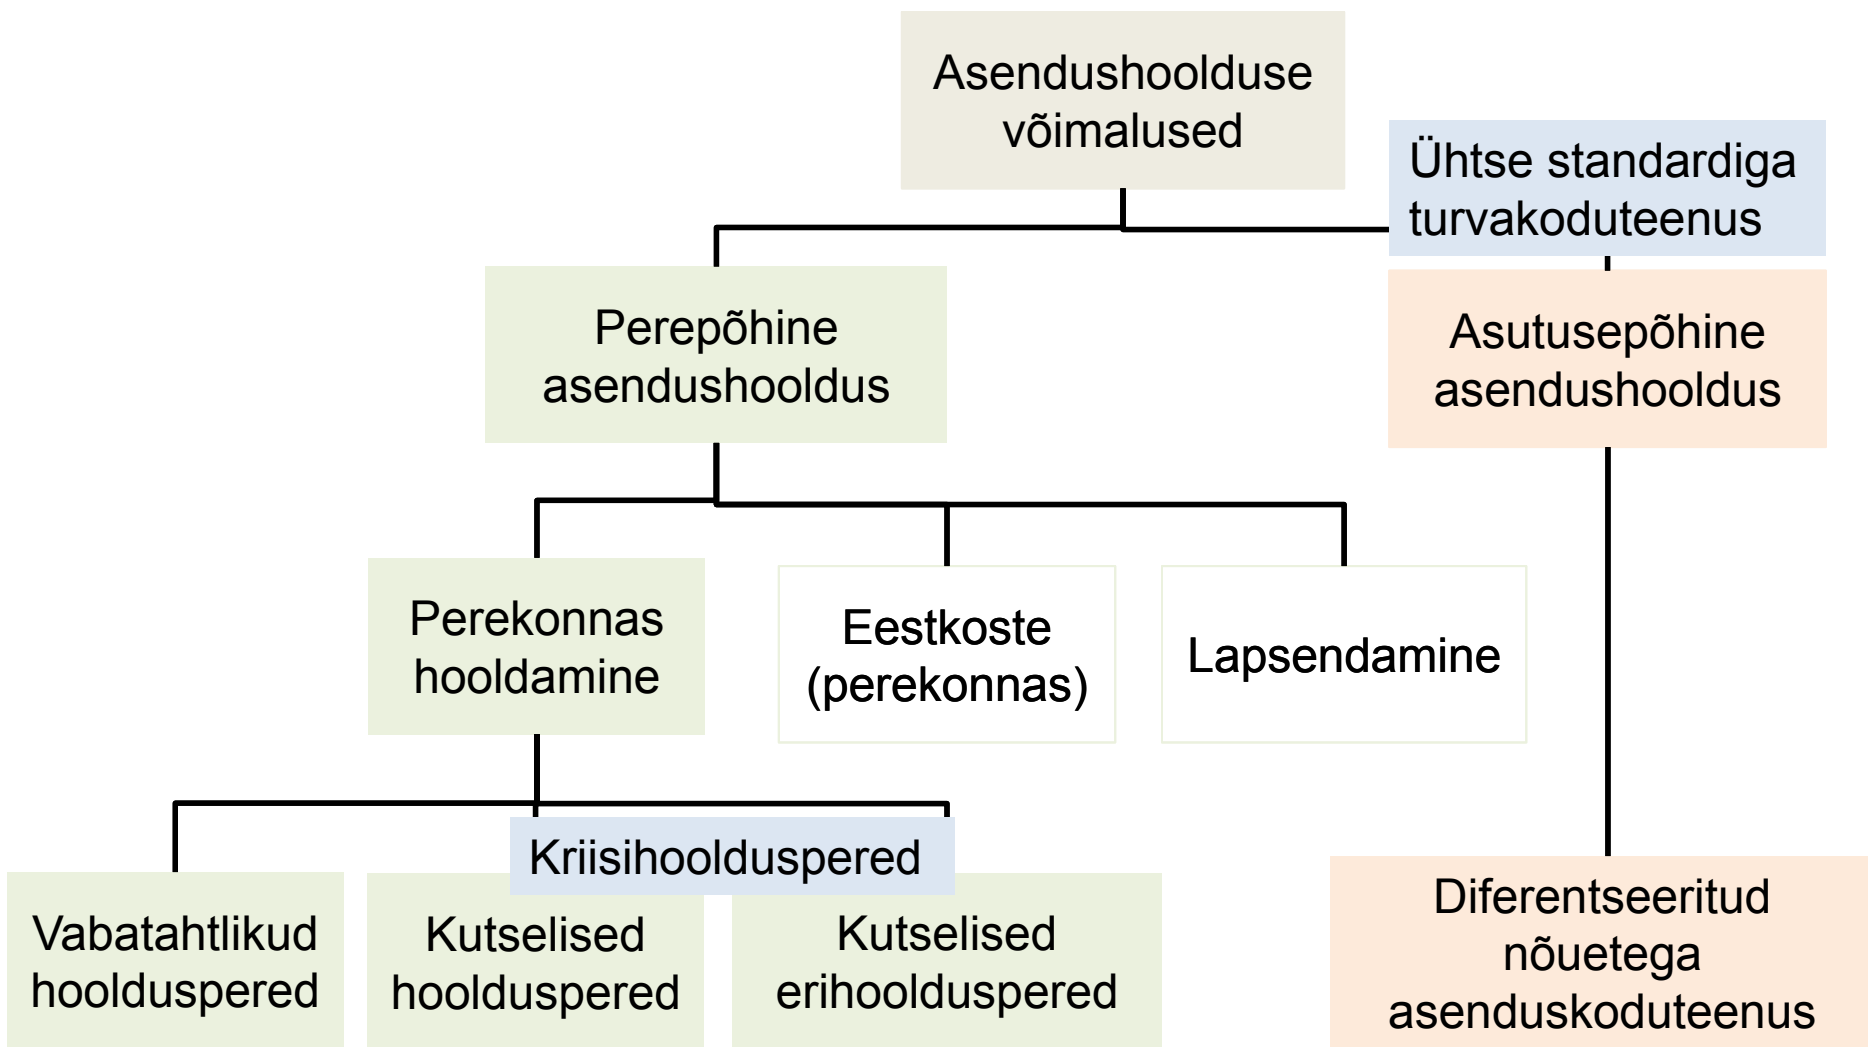 Asendushoolduse
võimalused
Ühtse standardiga
turvakoduteenus
Perepõhine
asendushooldus
Asutusepõhine
asendushooldus
Perekonnas
hooldamine
Eestkoste
(perekonnas)
Lapsendamine
Kriisihoolduspered
Vabatahtlikud
hoolduspered
Kutselised
hoolduspered
Kutselised
erihoolduspered
Diferentseeritud
nõuetega
asenduskoduteenus